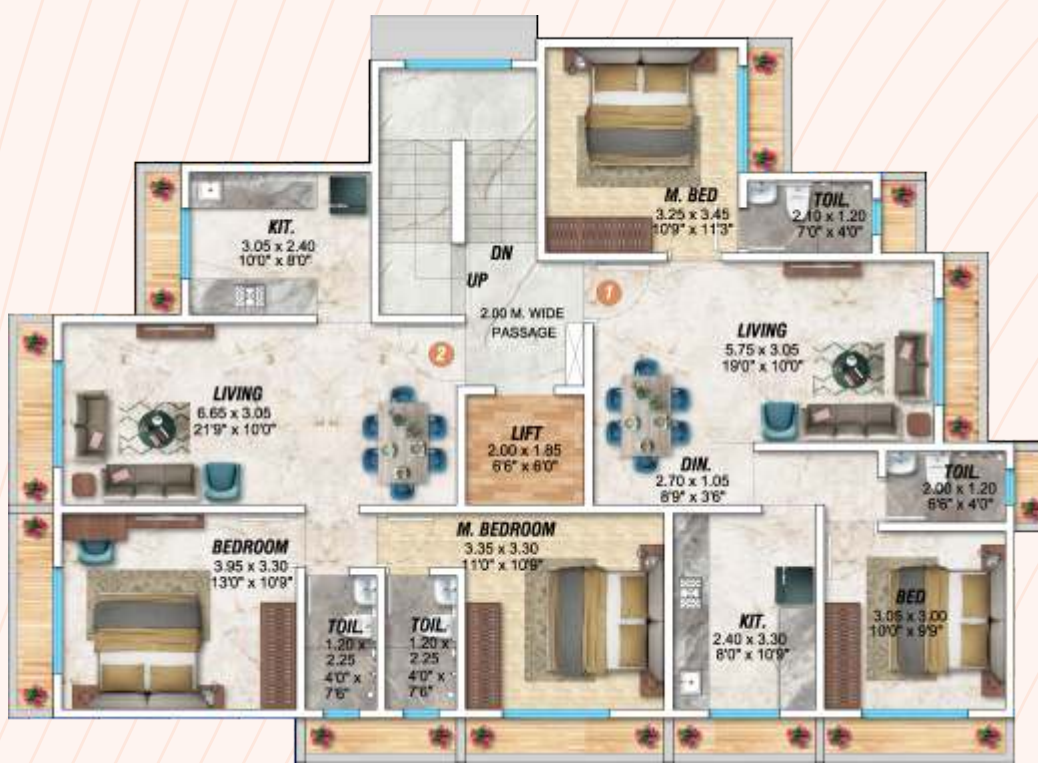 M. BED
3.25 x 3.45
10'9" x 11'3"
TOIL.
2.10 x 1.20
7'0" x 4'0"
KIT.
3.05 x 2.40
10'0" x 8'0"
DN
UP
2.00 M. WIDE
PASSAGE
1
2
LIVING
5.75 x 3.05
19'0" x 10'0"
LIVING
6.65 x 3.05
21'9" x 10'0"
LIFT
2.00 x 1.85
6'6" x 6'0"
DIN.
2.70 x 1.05
8'9" x 3'6"
TOIL.
2.00 x 1.20
6'6" x 4'0"
BEDROOM
3.95 x 3.30
13'0" x 10'9"
M. BEDROOM
3.35 x 3.30
11'0" x 10'9"
TOIL.
1.20 x
2.25
4'0" x
7'6"
TOIL.
1.20 x
2.25
4'0" x
7'6"
KIT.
2.40 x 3.30
8'0" x 10'9"
BED
3.05 x 3.00
10'0" x 9'9"